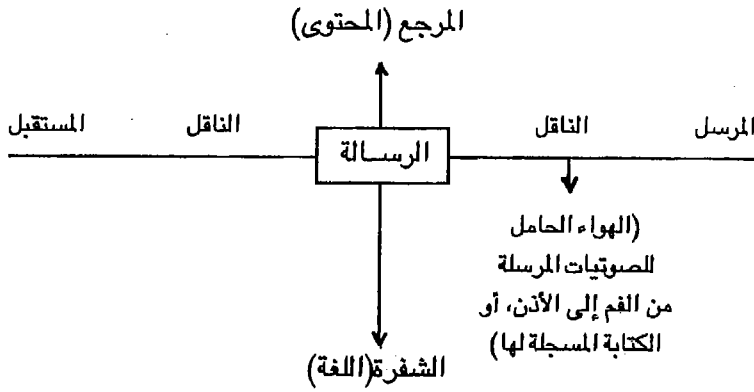 المرجع (المحتوى)
المرسل
الناقل
الناقل
المستقبل
الرسالة
(الهواء الحامل
للصوتيات المرسلة
من الفم إلى الأذن، أو
الكتابة المسجلة لها)
الشفرة (اللغة)